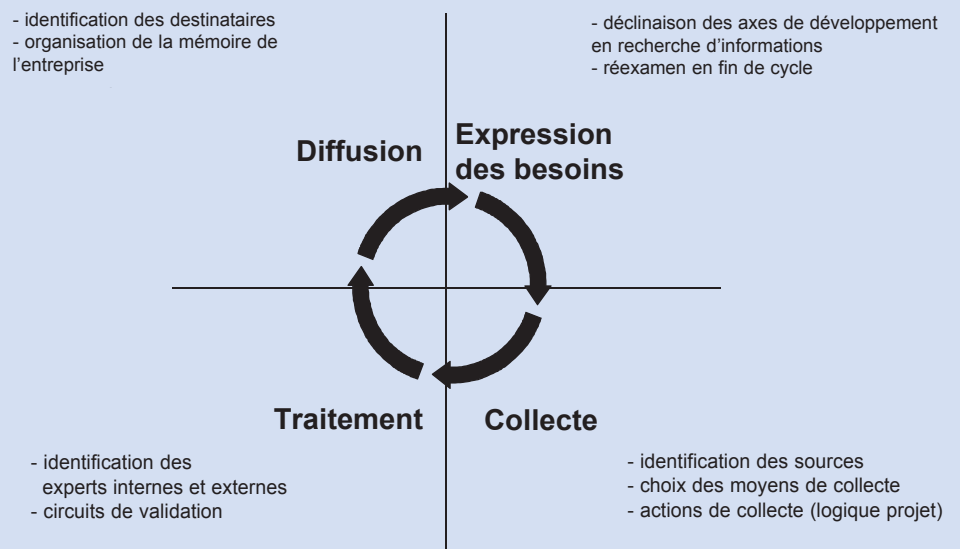 - identification des destinataires
- organisation de la mémoire de
l'entreprise
- déclinaison des axes de développement
en recherche d'informations
- réexamen en fin de cycle
Diffusion
Expression
des besoins
Traitement
Collecte
- identification des
experts internes et externes
- circuits de validation
- identification des sources
- choix des moyens de collecte
- actions de collecte (logique projet)